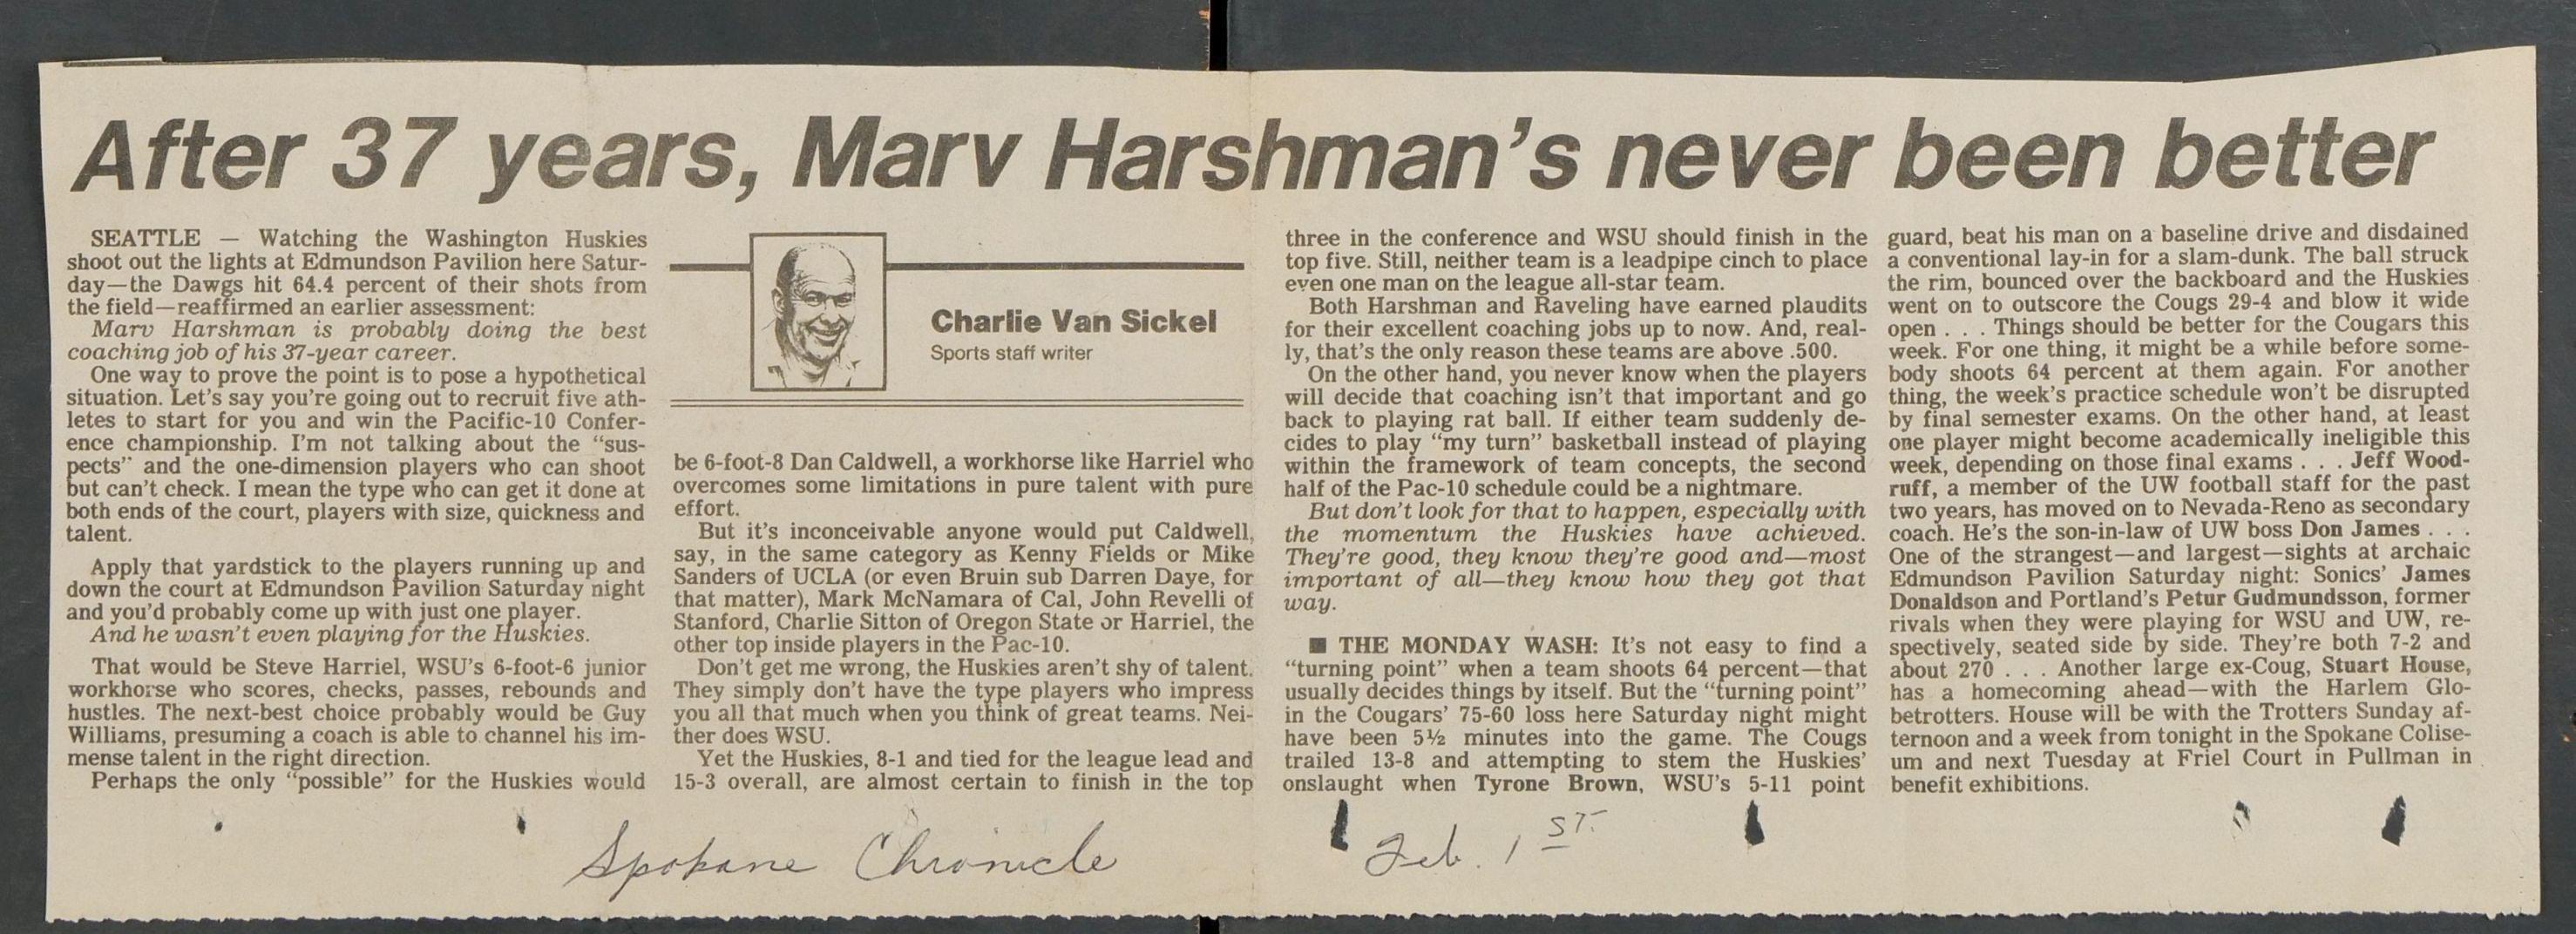 After 37 years, Marv Harshman's never been better
SEATTLE — Watching the Washington Huskies
shoot out the lights at Edmundson Pavilion here Satur-
day—the Dawgs hit 64.4 percent of their shots from
the field—reaffirmed an earlier assessment:
Marv Harshman is probably doing the best
coaching job of his 37-year career.
One way to prove the point is to pose a hypothetical
situation. Let's say you're going out to recruit five ath-
letes to start for you and win the Pacific-10 Confer-
ence championship. I'm not talking about the "sus-
pects" and the one-dimension players who can shoot
but can't check. I mean the type who can get it done at
both ends of the court, players with size, quickness and
talent.
Apply that yardstick to the players running up and
down the court at Edmundson Pavilion Saturday night
and you'd probably come up with just one player.
And he wasn't even playing for the Huskies.
That would be Steve Harriel, WSU's 6-foot-6 junior
workhorse who scores, checks, passes, rebounds and
hustles. The next-best choice probably would be Guy
Williams, presuming a coach is able to channel his im-
mense talent in the right direction.
Perhaps the only "possible" for the Huskies would
Charlie Van Sickel
Sports staff writer
be 6-foot-8 Dan Caldwell, a workhorse like Harriel who
overcomes some limitations in pure talent with pure
effort.
But it's inconceivable anyone would put Caldwell,
say, in the same category as Kenny Fields or Mike
Sanders of UCLA (or even Bruin sub Darren Daye, for
that matter), Mark McNamara of Cal, John Revelli of
Stanford, Charlie Sitton of Oregon State or Harriel, the
other top inside players in the Pac-10.
Don't get me wrong, the Huskies aren't shy of talent.
They simply don't have the type players who impress
you all that much when you think of great teams. Nei-
ther does WSU.
Yet the Huskies, 8-1 and tied for the league lead and
15-3 overall, are almost certain to finish in the top
three in the conference and WSU should finish in the
top five. Still, neither team is a leadpipe cinch to place
even one man on the league all-star team.
Both Harshman and Raveling have earned plaudits
for their excellent coaching jobs up to now. And, real-
ly, that's the only reason these teams are above .500.
On the other hand, you never know when the players
will decide that coaching isn't that important and go
back to playing rat ball. If either team suddenly de-
cides to play "my turn" basketball instead of playing
within the framework of team concepts, the second
half of the Pac-10 schedule could be a nightmare.
But don't look for that to happen, especially with
the momentum the Huskies have achieved.
They're good, they know they're good and—most
important of all—they know how they got that
way.
■ THE MONDAY WASH: It's not easy to find a
"turning point" when a team shoots 64 percent—that
usually decides things by itself. But the "turning point"
in the Cougars' 75-60 loss here Saturday night might
have been 5½ minutes into the game. The Cougs
trailed 13-8 and attempting to stem the Huskies'
onslaught when Tyrone Brown, WSU's 5-11 point
guard, beat his man on a baseline drive and disdained
a conventional lay-in for a slam-dunk. The ball struck
the rim, bounced over the backboard and the Huskies
went on to outscore the Cougs 29-4 and blow it wide
open . . . Things should be better for the Cougars this
week. For one thing, it might be a while before some-
body shoots 64 percent at them again. For another
thing, the week's practice schedule won't be disrupted
by final semester exams. On the other hand, at least
one player might become academically ineligible this
week, depending on those final exams . . . Jeff Wood-
ruff, a member of the UW football staff for the past
two years, has moved on to Nevada-Reno as secondary
coach. He's the son-in-law of UW boss Don James . . .
One of the strangest—and largest—sights at archaic
Edmundson Pavilion Saturday night: Sonics' James
Donaldson and Portland's Petur Gudmundsson, former
rivals when they were playing for WSU and UW, re-
spectively, seated side by side. They're both 7-2 and
about 270 . . . Another large ex-Coug, Stuart House,
has a homecoming ahead—with the Harlem Glo-
betrotters. House will be with the Trotters Sunday af-
ternoon and a week from tonight in the Spokane Colise-
um and next Tuesday at Friel Court in Pullman in
benefit exhibitions.
Spokane Chronicle Feb. 1ST